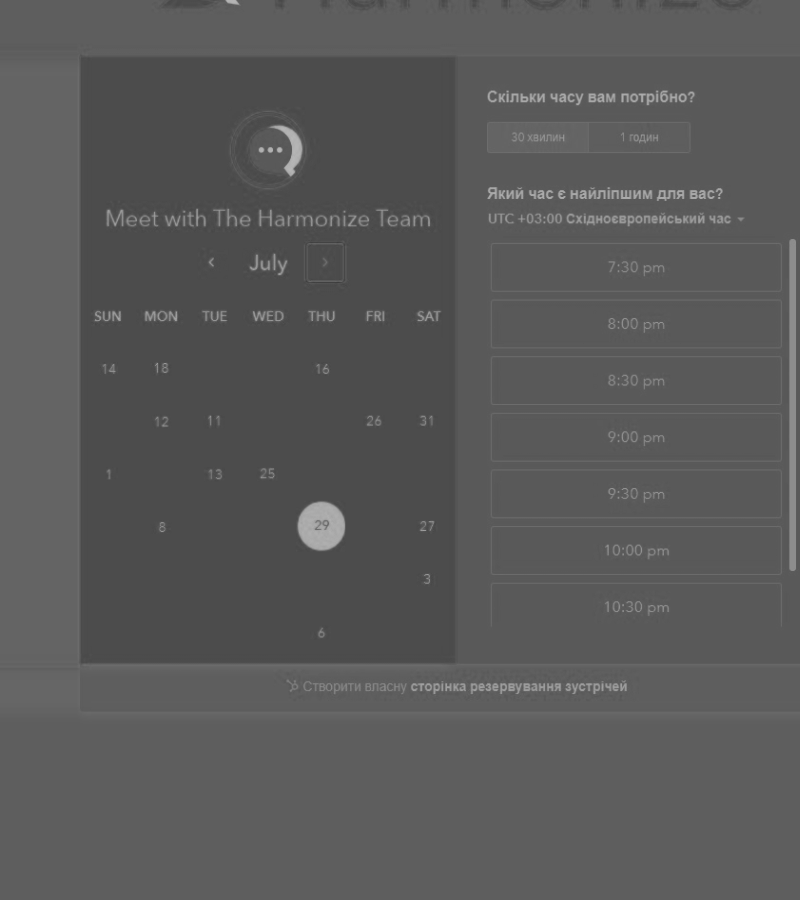 Harmonize
Meet with The Harmonize Team
July
SUN MON TUE WED THU FRI SAT
14 18 16
12 11 26 31
1 13 25
8 29 27
3
6
Скільки часу вам потрібно?
30 хвилин 1 годин
Який час є найліпшим для вас?
UTC +03:00 Східноєвропейський час
7:30 pm
8:00 pm
8:30 pm
9:00 pm
9:30 pm
10:00 pm
10:30 pm
Створити власну сторінка резервування зустрічей